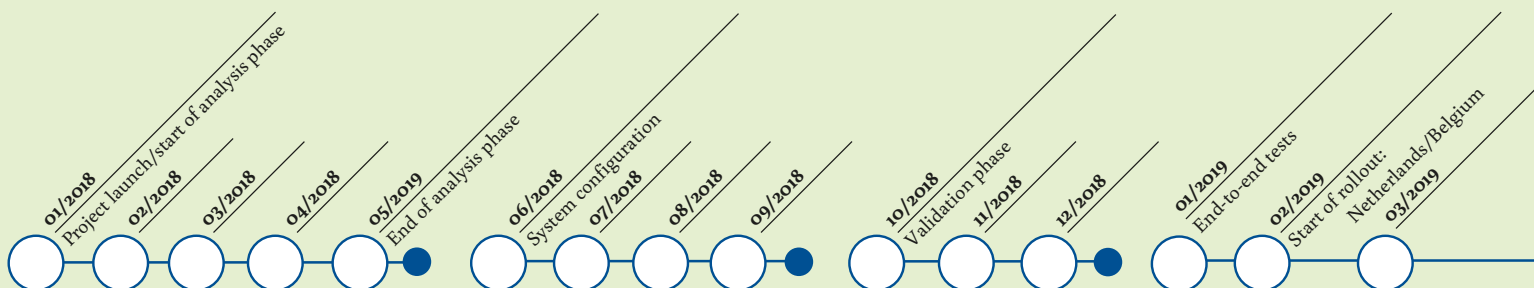 01/2018
Project launch/start of analysis phase
02/2018
03/2018
04/2018
05/2019
End of analysis phase
06/2018
System configuration
07/2018
08/2018
09/2018
10/2018
Validation phase
11/2018
12/2018
01/2019
End-to-end tests
02/2019
Start of rollout:
Netherlands/Belgium
03/2019